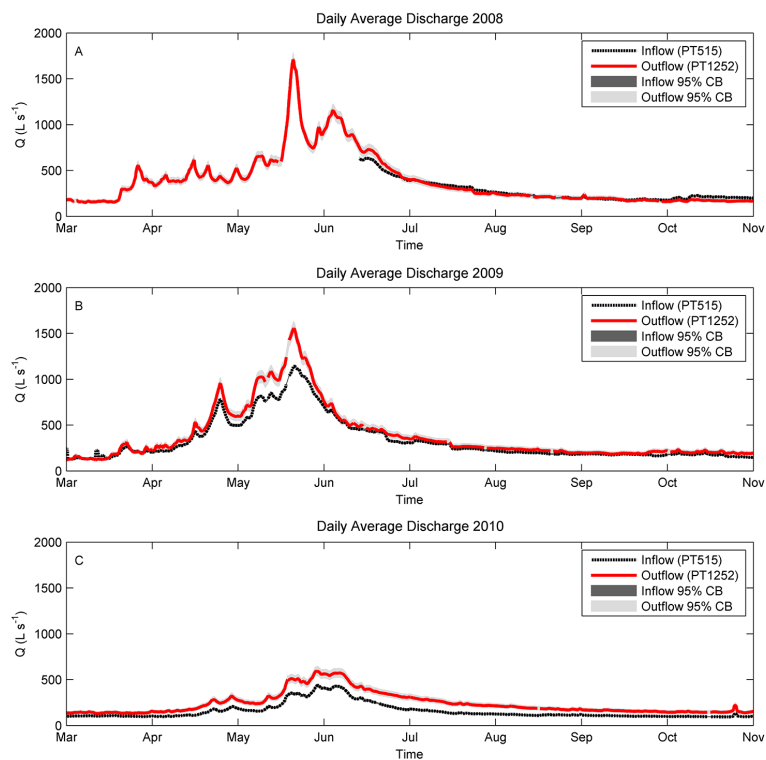 Daily Average Discharge 2008
A
Q (L s⁻¹)
2000
1500
1000
500
0
Inflow (PT515)
Outflow (PT1252)
Inflow 95% CB
Outflow 95% CB
Mar Apr May Jun Jul Aug Sep Oct Nov
Time
Daily Average Discharge 2009
B
Q (L s⁻¹)
2000
1500
1000
500
0
Inflow (PT515)
Outflow (PT1252)
Inflow 95% CB
Outflow 95% CB
Mar Apr May Jun Jul Aug Sep Oct Nov
Time
Daily Average Discharge 2010
C
Q (L s⁻¹)
2000
1500
1000
500
0
Inflow (PT515)
Outflow (PT1252)
Inflow 95% CB
Outflow 95% CB
Mar Apr May Jun Jul Aug Sep Oct Nov
Time